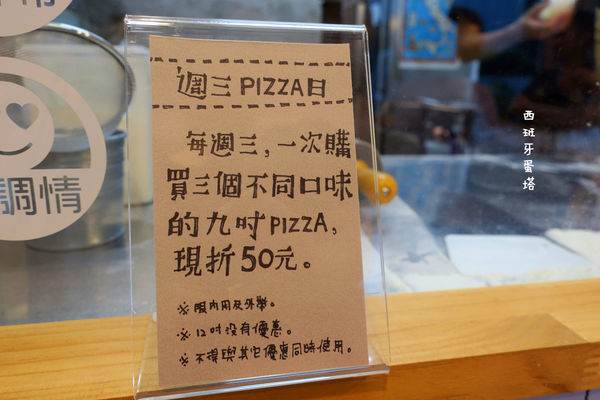 調情
週三PIZZA日
每週三，一次購
買三個不同口味
的九吋PIZZA，
現折50元。
※限內用及外帶。
※12吋沒有優惠。
※不得與其它優惠同時使用。
西班牙蛋塔